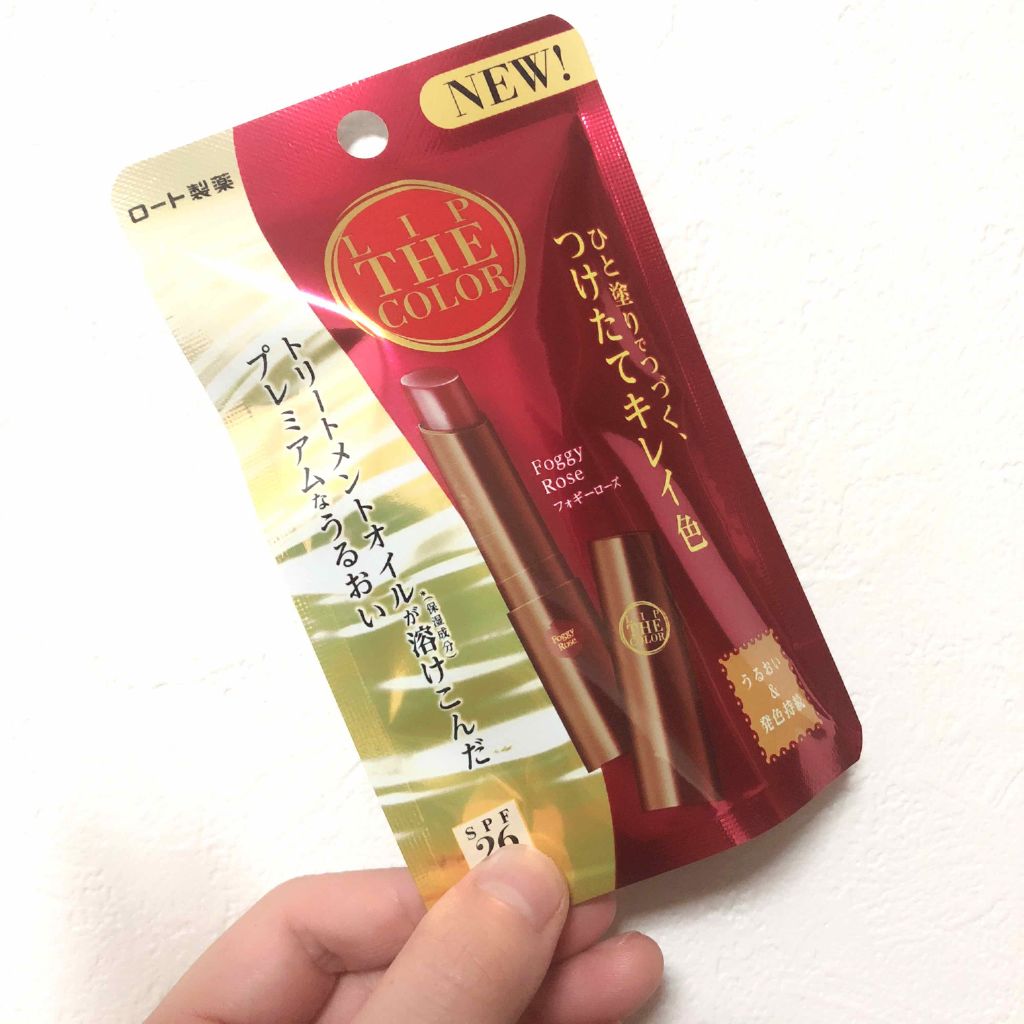 NEW!
ロート製薬
LIP
THE
COLOR
ひと塗りでつづく、
つけたてキレイ色
トリートメントオイルが溶けこんだ
*(保湿成分)
プレミアムなうるおい
Foggy
Rose
フォギーローズ
Foggy
Rose
LIP
THE
COLOR
うるおい
&
発色持続
SPF
26